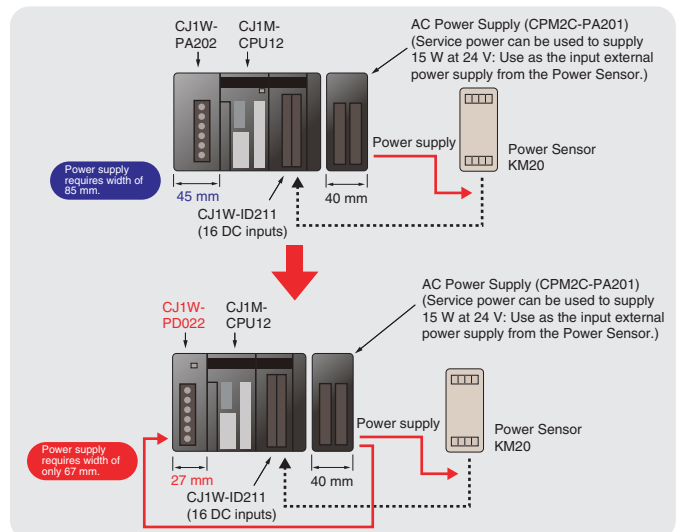 CJ1W-
PA202
CJ1M-
CPU12
AC Power Supply (CPM2C-PA201)
(Service power can be used to supply
15 W at 24 V: Use as the input external
power supply from the Power Sensor.)
Power supply
Power Sensor
KM20
Power supply
requires width of
85 mm.
45 mm
40 mm
CJ1W-ID211
(16 DC inputs)
CJ1W-
PD022
CJ1M-
CPU12
AC Power Supply (CPM2C-PA201)
(Service power can be used to supply
15 W at 24 V: Use as the input external
power supply from the Power Sensor.)
Power supply
Power Sensor
KM20
Power supply
requires width of
only 67 mm.
27 mm
40 mm
CJ1W-ID211
(16 DC inputs)